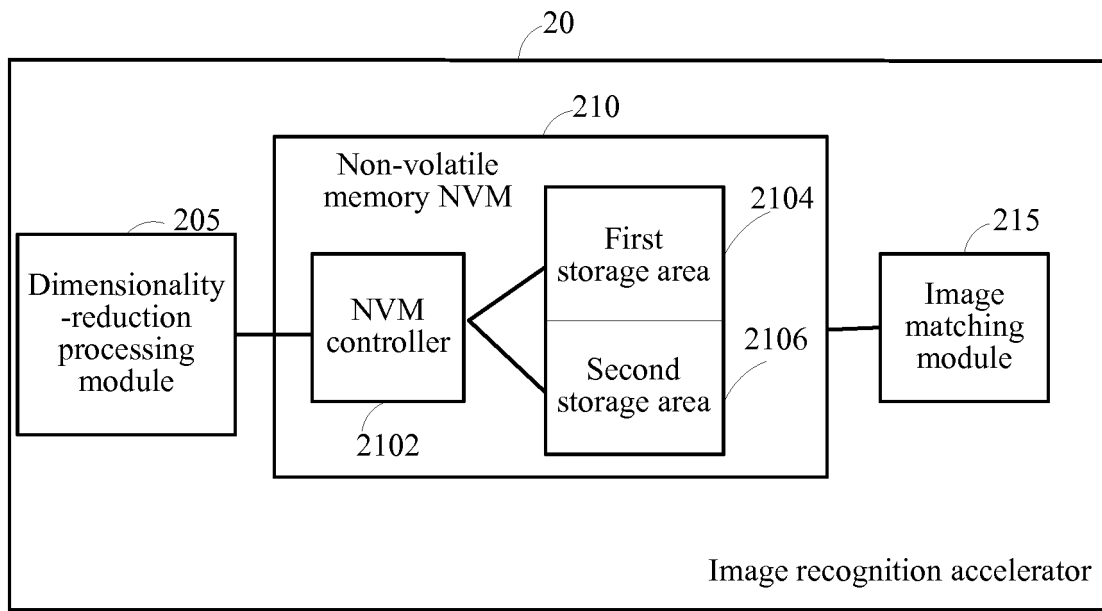 20
210
Non-volatile
memory NVM
205
2104
215
Dimensionality
-reduction
processing
module
NVM
controller
First
storage area
Second
storage area
Image
matching
module
2106
2102
Image recognition accelerator